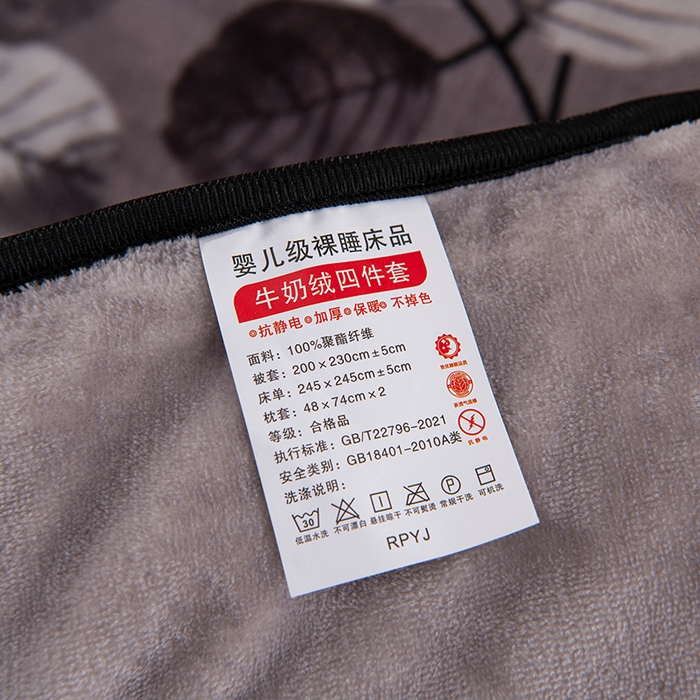 婴儿级裸睡床品
牛奶绒四件套
抗静电 加厚 保暖 不掉色
面料：100%聚酯纤维
被套：200×230cm±5cm
床单：245×245cm±5cm
枕套：48×74cm×2
等级：合格品
执行标准：GB/T22796-2021
安全类别：GB18401-2010A类
洗涤说明：
抗静电
30
低温水洗 不可漂白 悬挂晾干 不可熨烫 常规干洗 可机洗
P
RPYJ